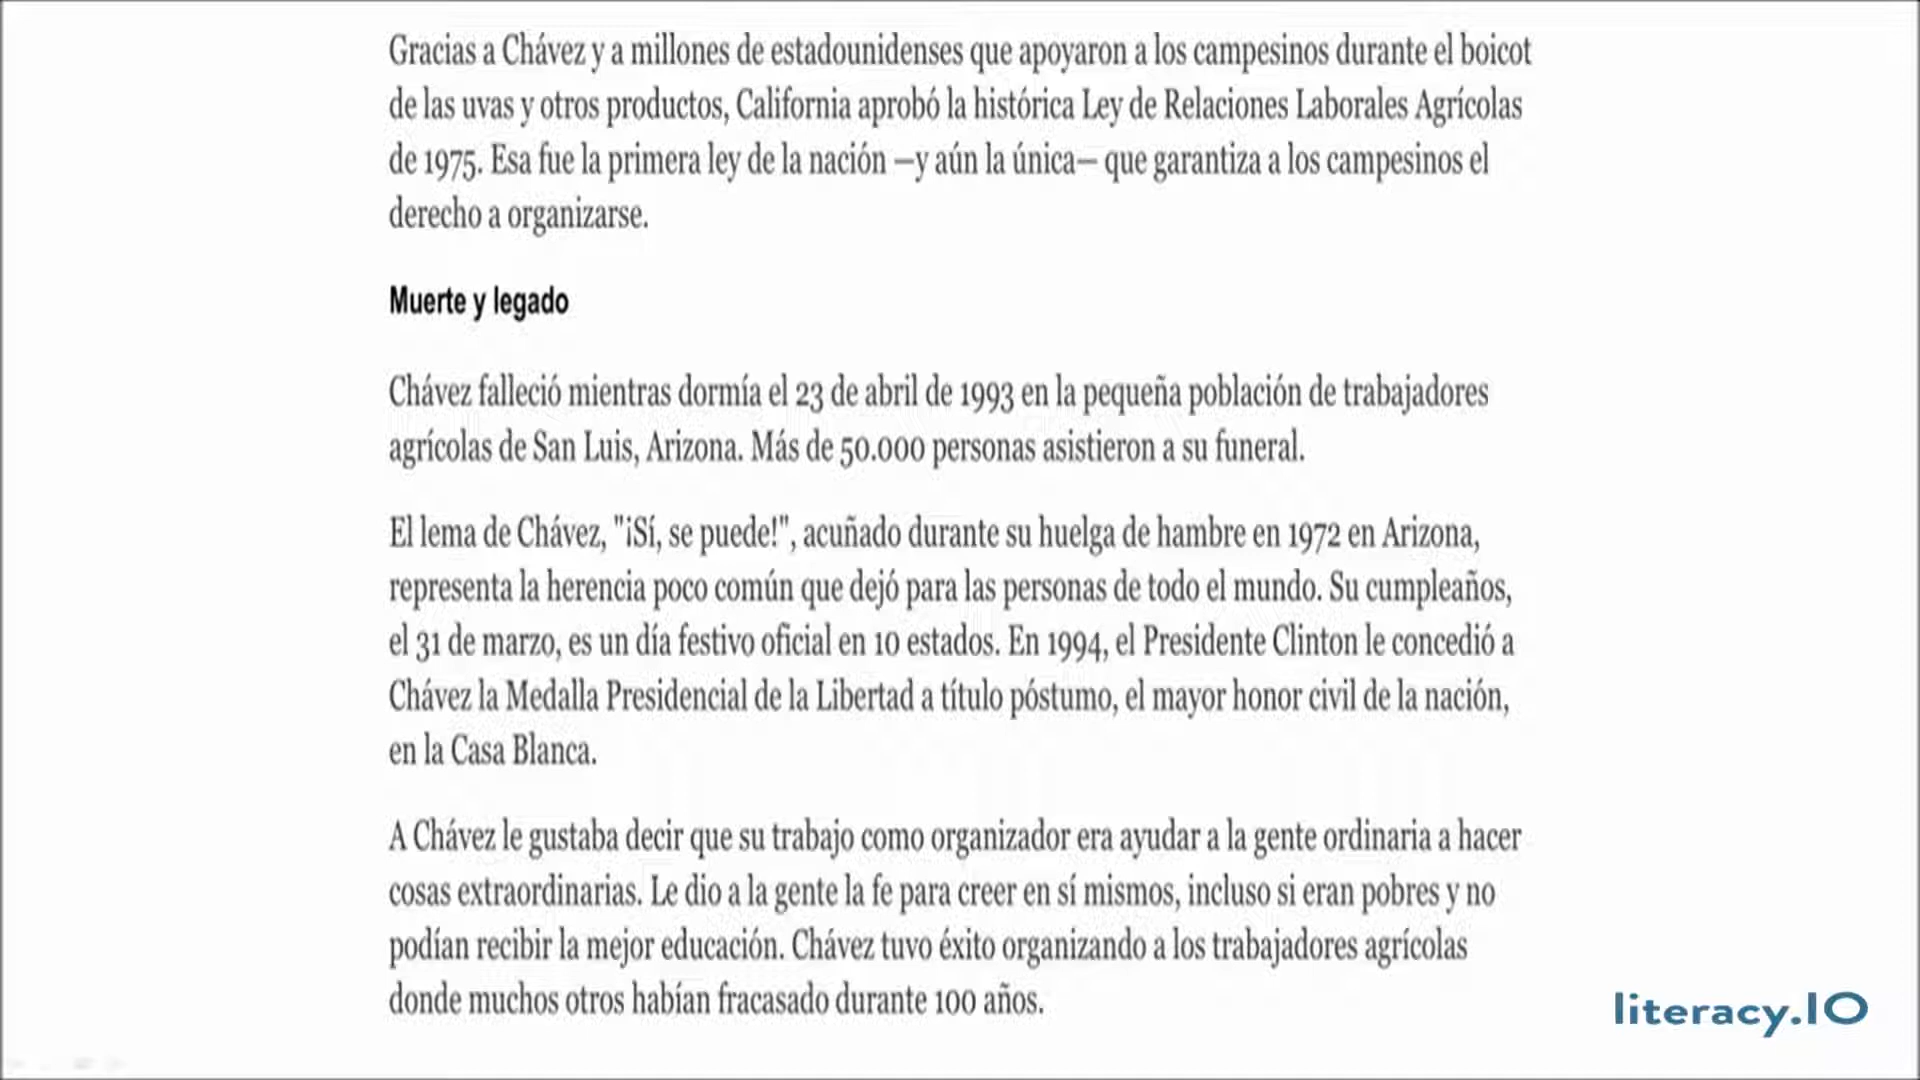 Gracias a Chávez y a millones de estadounidenses que apoyaron a los campesinos durante el boicot
de las uvas y otros productos, California aprobó la histórica Ley de Relaciones Laborales Agrícolas
de 1975. Esa fue la primera ley de la nación —y aún la única— que garantiza a los campesinos el
derecho a organizarse.
Muerte y legado
Chávez falleció mientras dormía el 23 de abril de 1993 en la pequeña población de trabajadores
agrícolas de San Luis, Arizona. Más de 50.000 personas asistieron a su funeral.
El lema de Chávez, "¡Sí, se puede!", acuñado durante su huelga de hambre en 1972 en Arizona,
representa la herencia poco común que dejó para las personas de todo el mundo. Su cumpleaños,
el 31 de marzo, es un día festivo oficial en 10 estados. En 1994, el Presidente Clinton le concedió a
Chávez la Medalla Presidencial de la Libertad a título póstumo, el mayor honor civil de la nación,
en la Casa Blanca.
A Chávez le gustaba decir que su trabajo como organizador era ayudar a la gente ordinaria a hacer
cosas extraordinarias. Le dio a la gente la fe para creer en sí mismos, incluso si eran pobres y no
podían recibir la mejor educación. Chávez tuvo éxito organizando a los trabajadores agrícolas
donde muchos otros habían fracasado durante 100 años.
literacy.IO